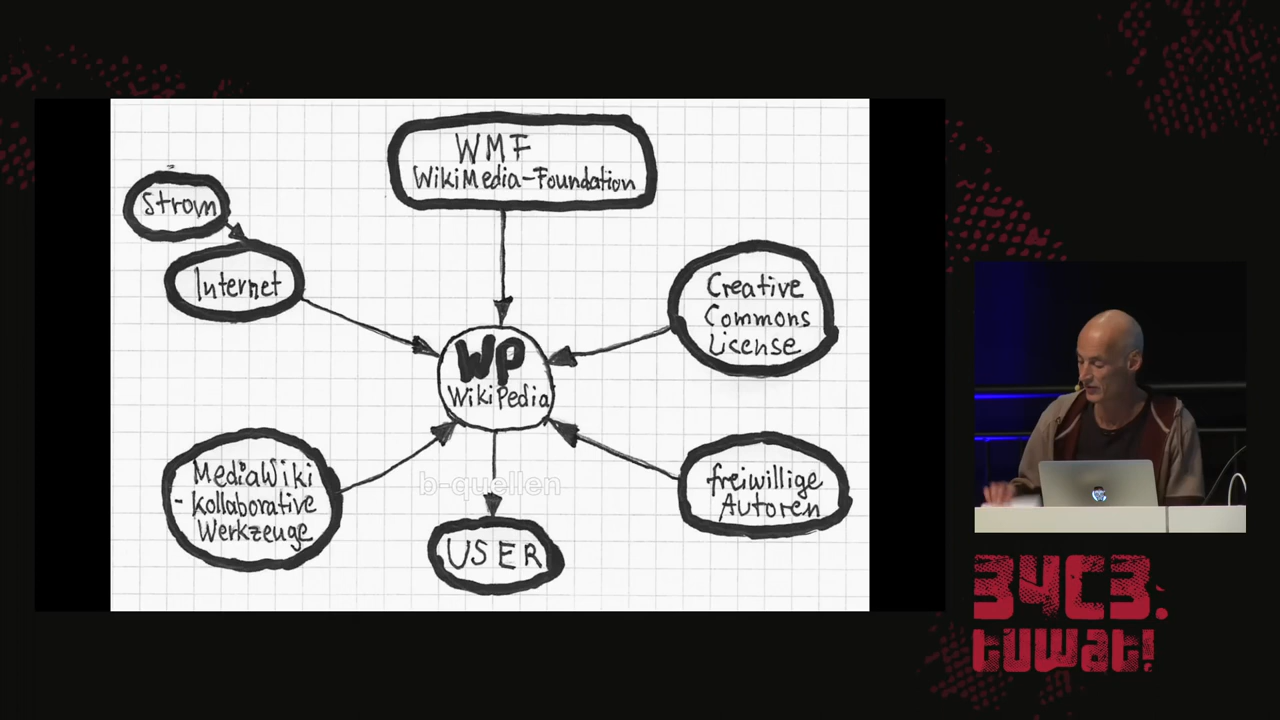 WMF
WikiMedia-Foundation
Strom
Internet
Creative
Commons
License
WP
WikiPedia
MediaWiki
- kollaborative
Werkzeuge
b-quellen
freiwillige
Autoren
USER
34C3:
tuwat!